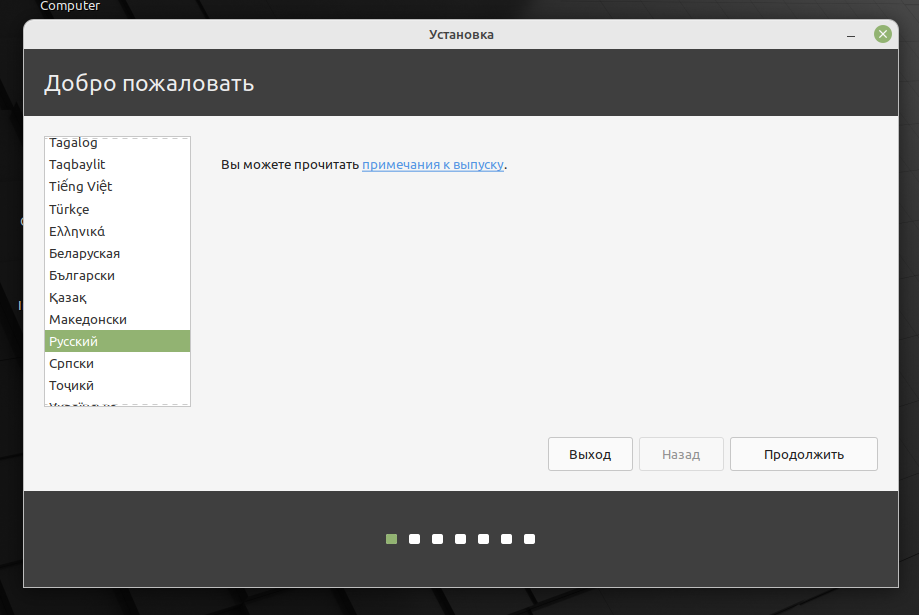 Computer
Установка
Добро пожаловать
Tagalog
Taqbaylit
Tiếng Việt
Türkçe
Ελληνικά
Беларуская
Български
Қазақ
Македонски
Русский
Српски
Тоҷикӣ
Вы можете прочитать примечания к выпуску.
Выход
Назад
Продолжить